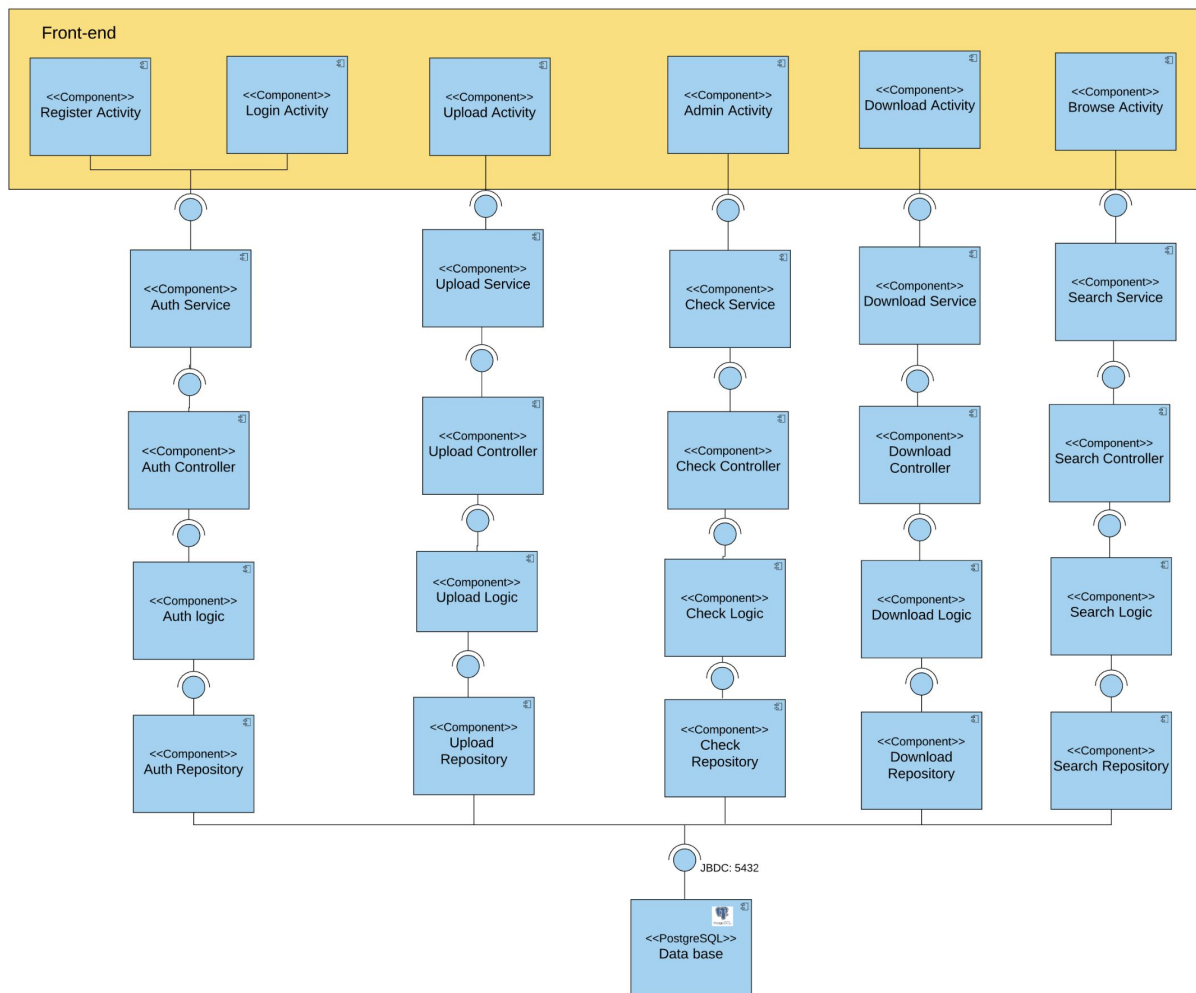 Front-end
<<Component>>
Register Activity
<<Component>>
Login Activity
<<Component>>
Upload Activity
<<Component>>
Admin Activity
<<Component>>
Download Activity
<<Component>>
Browse Activity
<<Component>>
Auth Service
<<Component>>
Upload Service
<<Component>>
Check Service
<<Component>>
Download Service
<<Component>>
Search Service
<<Component>>
Auth Controller
<<Component>>
Upload Controller
<<Component>>
Check Controller
<<Component>>
Download
Controller
<<Component>>
Search Controller
<<Component>>
Auth logic
<<Component>>
Upload Logic
<<Component>>
Check Logic
<<Component>>
Download Logic
<<Component>>
Search Logic
<<Component>>
Auth Repository
<<Component>>
Upload
Repository
<<Component>>
Check
Repository
<<Component>>
Download
Repository
<<Component>>
Search Repository
JBDC: 5432
<<PostgreSQL>>
Data base